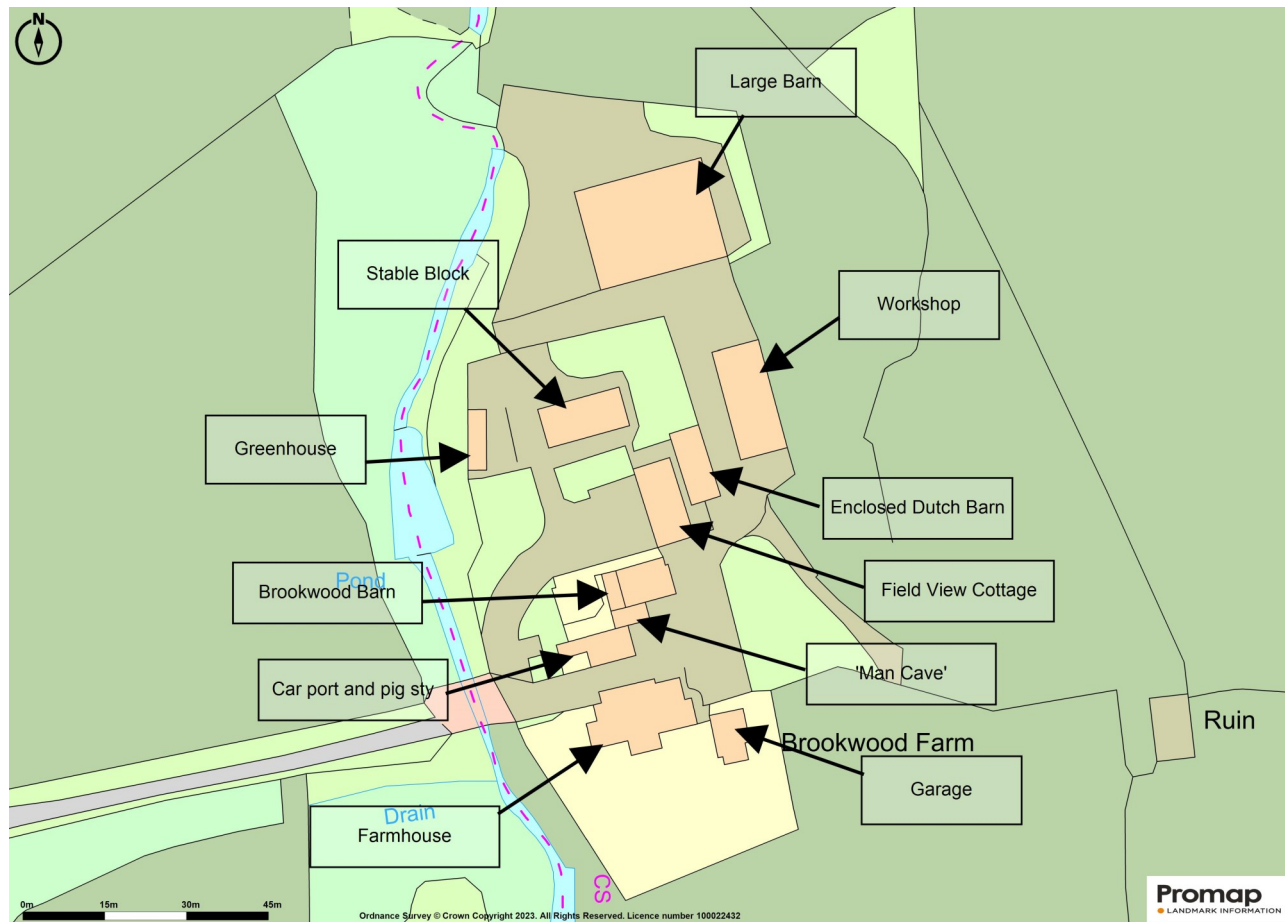 N
Large Barn
Stable Block
Workshop
Greenhouse
Enclosed Dutch Barn
Pond
Brookwood Barn
Field View Cottage
Car port and pig sty
'Man Cave'
Ruin
Brookwood Farm
Garage
Drain
Farmhouse
CS
0m 15m 30m 45m
Ordnance Survey © Crown Copyright 2023. All Rights Reserved. Licence number 100022432
Promap
LANDMARK INFORMATION